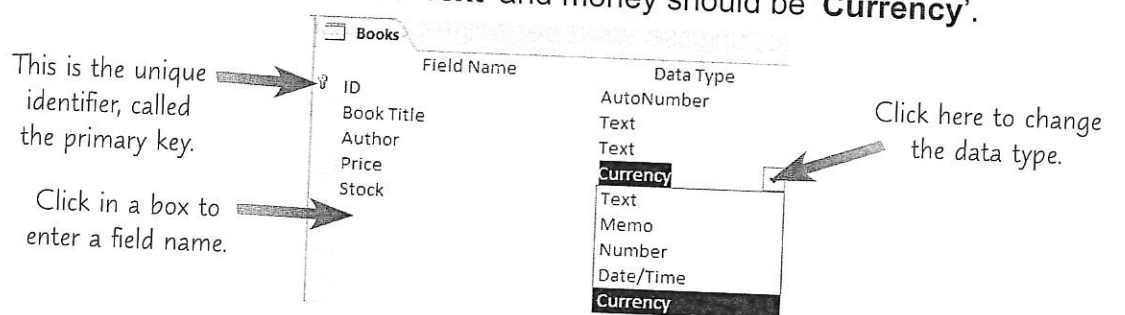 and money should be 'Currency'.
Books
Field Name Data Type
This is the unique
identifier, called
the primary key.
ID AutoNumber
Book Title Text
Author Text
Price Currency
Stock
Click here to change
the data type.
Click in a box to
enter a field name.
Text
Memo
Number
Date/Time
Currency